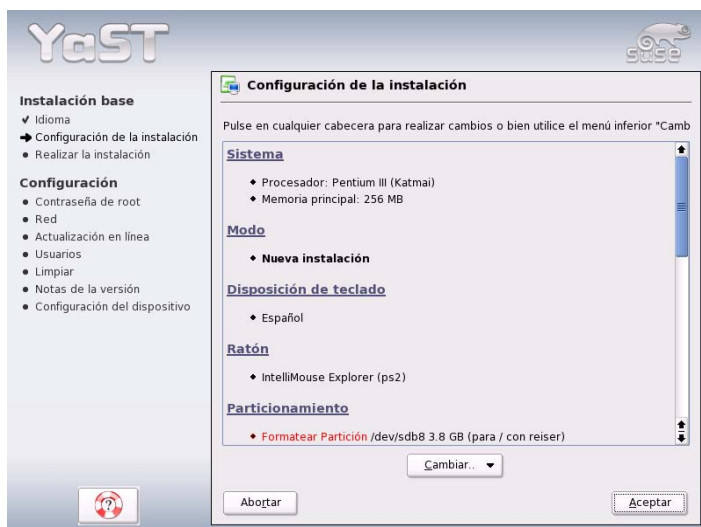 YaST
SUSE
Instalación base
Idioma
Configuración de la instalación
Realizar la instalación
Configuración
Contraseña de root
Red
Actualización en línea
Usuarios
Limpiar
Notas de la versión
Configuración del dispositivo
Configuración de la instalación
Pulse en cualquier cabecera para realizar cambios o bien utilice el menú inferior "Camb
Sistema
Procesador: Pentium III (Katmai)
Memoria principal: 256 MB
Modo
Nueva instalación
Disposición de teclado
Español
Ratón
IntelliMouse Explorer (ps2)
Particionamiento
Formatear Partición /dev/sdb8 3.8 GB (para / con reiser)
Cambiar..
Abortar
Aceptar